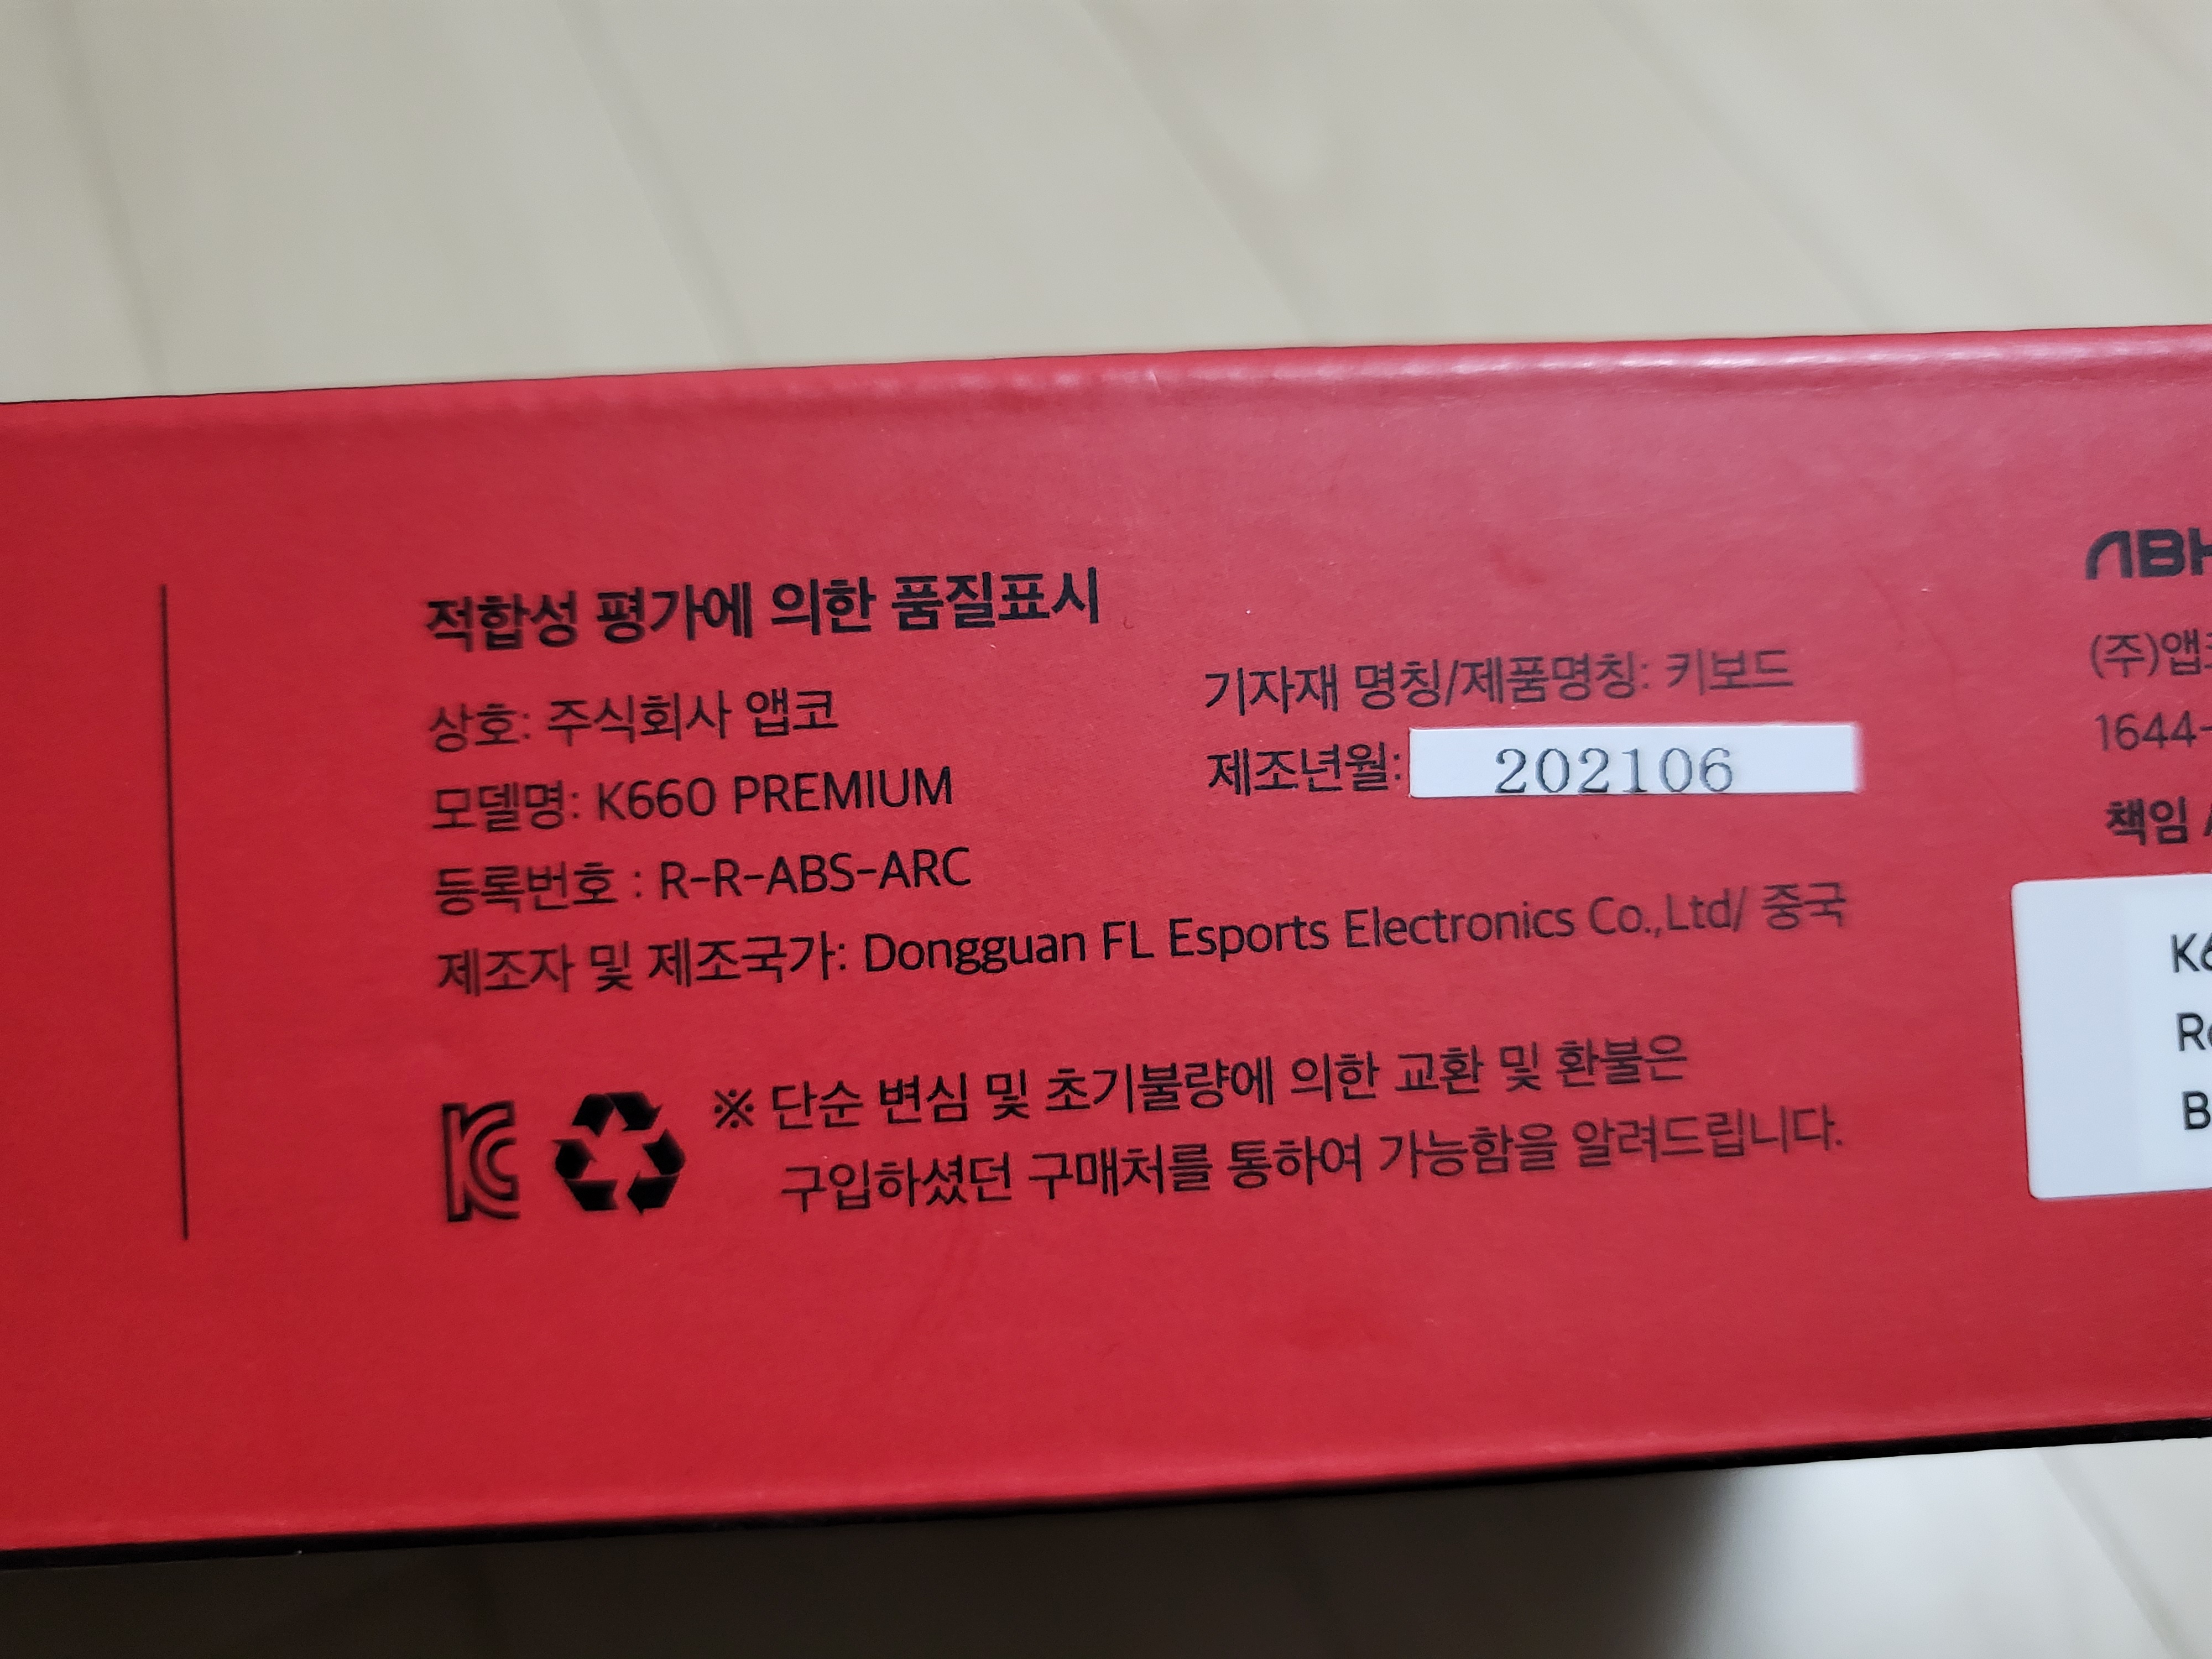 적합성 평가에 의한 품질표시
상호: 주식회사 앱코
모델명: K660 PREMIUM
등록번호 : R-R-ABS-ARC
제조자 및 제조국가: Dongguan FL Esports Electronics Co.,Ltd/ 중국
기자재 명칭/제품명칭: 키보드
제조년월: 202106
※ 단순 변심 및 초기불량에 의한 교환 및 환불은
구입하셨던 구매처를 통하여 가능함을 알려드립니다.
1644-
책임